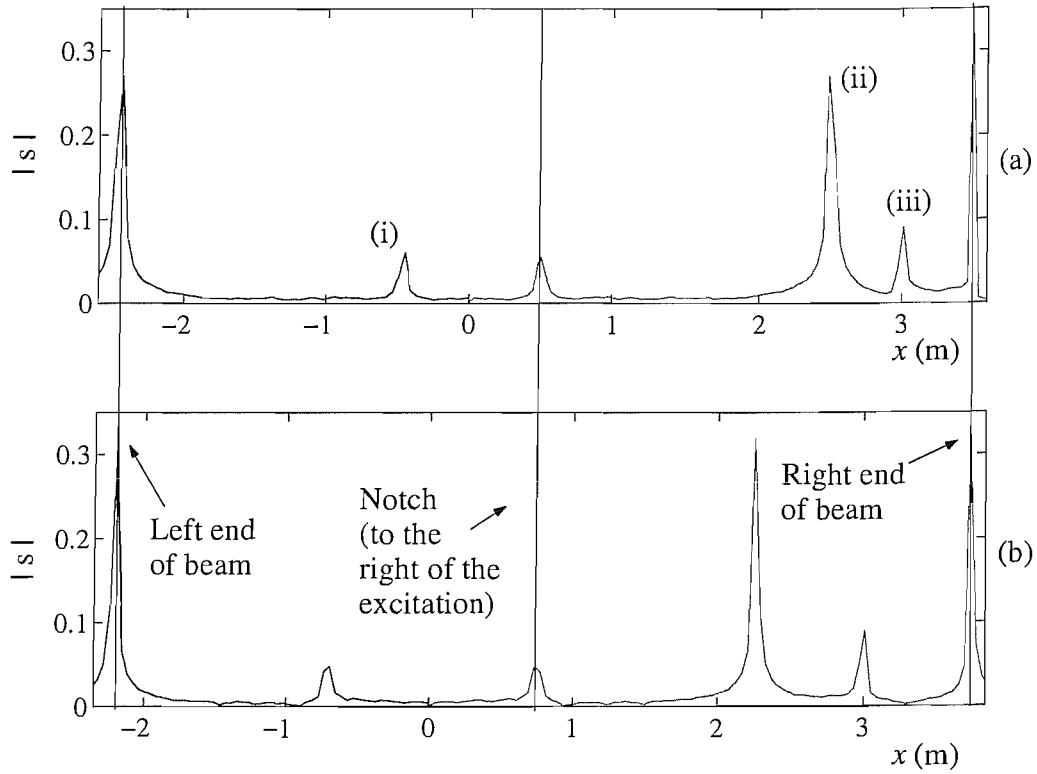 0.3
0.2
0.1
0
| s |
(i)
(ii)
(iii)
(a)
−2
−1
0
1
2
3
x (m)
0.3
0.2
0.1
0
| s |
Left end
of beam
Notch
(to the
right of the
excitation)
Right end
of beam
(b)
−2
−1
0
1
2
3
x (m)